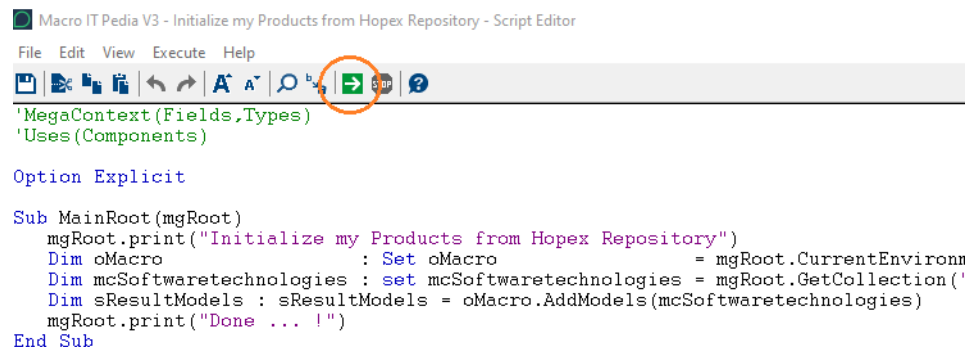 Macro IT Pedia V3 - Initialize my Products from Hopex Repository - Script Editor
File Edit View Execute Help
STOP
'MegaContext(Fields,Types)
'Uses(Components)
Option Explicit
Sub MainRoot(mgRoot)
mgRoot.print("Initialize my Products from Hopex Repository")
Dim oMacro : Set oMacro = mgRoot.CurrentEnvironm
Dim mcSoftwaretechnologies : set mcSoftwaretechnologies = mgRoot.GetCollection('
Dim sResultModels : sResultModels = oMacro.AddModels(mcSoftwaretechnologies)
mgRoot.print("Done ... !")
End Sub